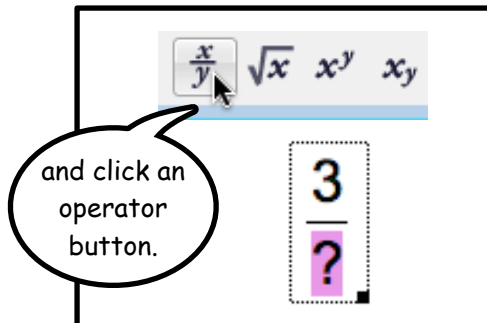 x/y √x x^y x_y
and click an
operator
button.
3
?